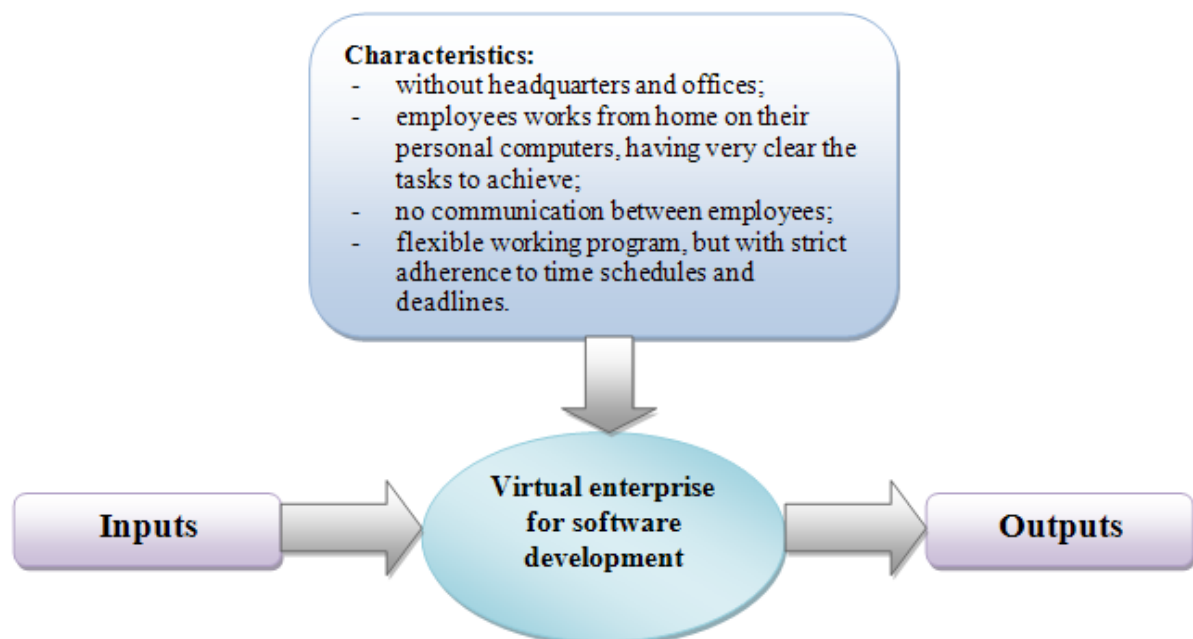 Characteristics:
- without headquarters and offices;
- employees works from home on their
personal computers, having very clear the
tasks to achieve;
- no communication between employees;
- flexible working program, but with strict
adherence to time schedules and
deadlines.
Inputs
Virtual enterprise
for software
development
Outputs